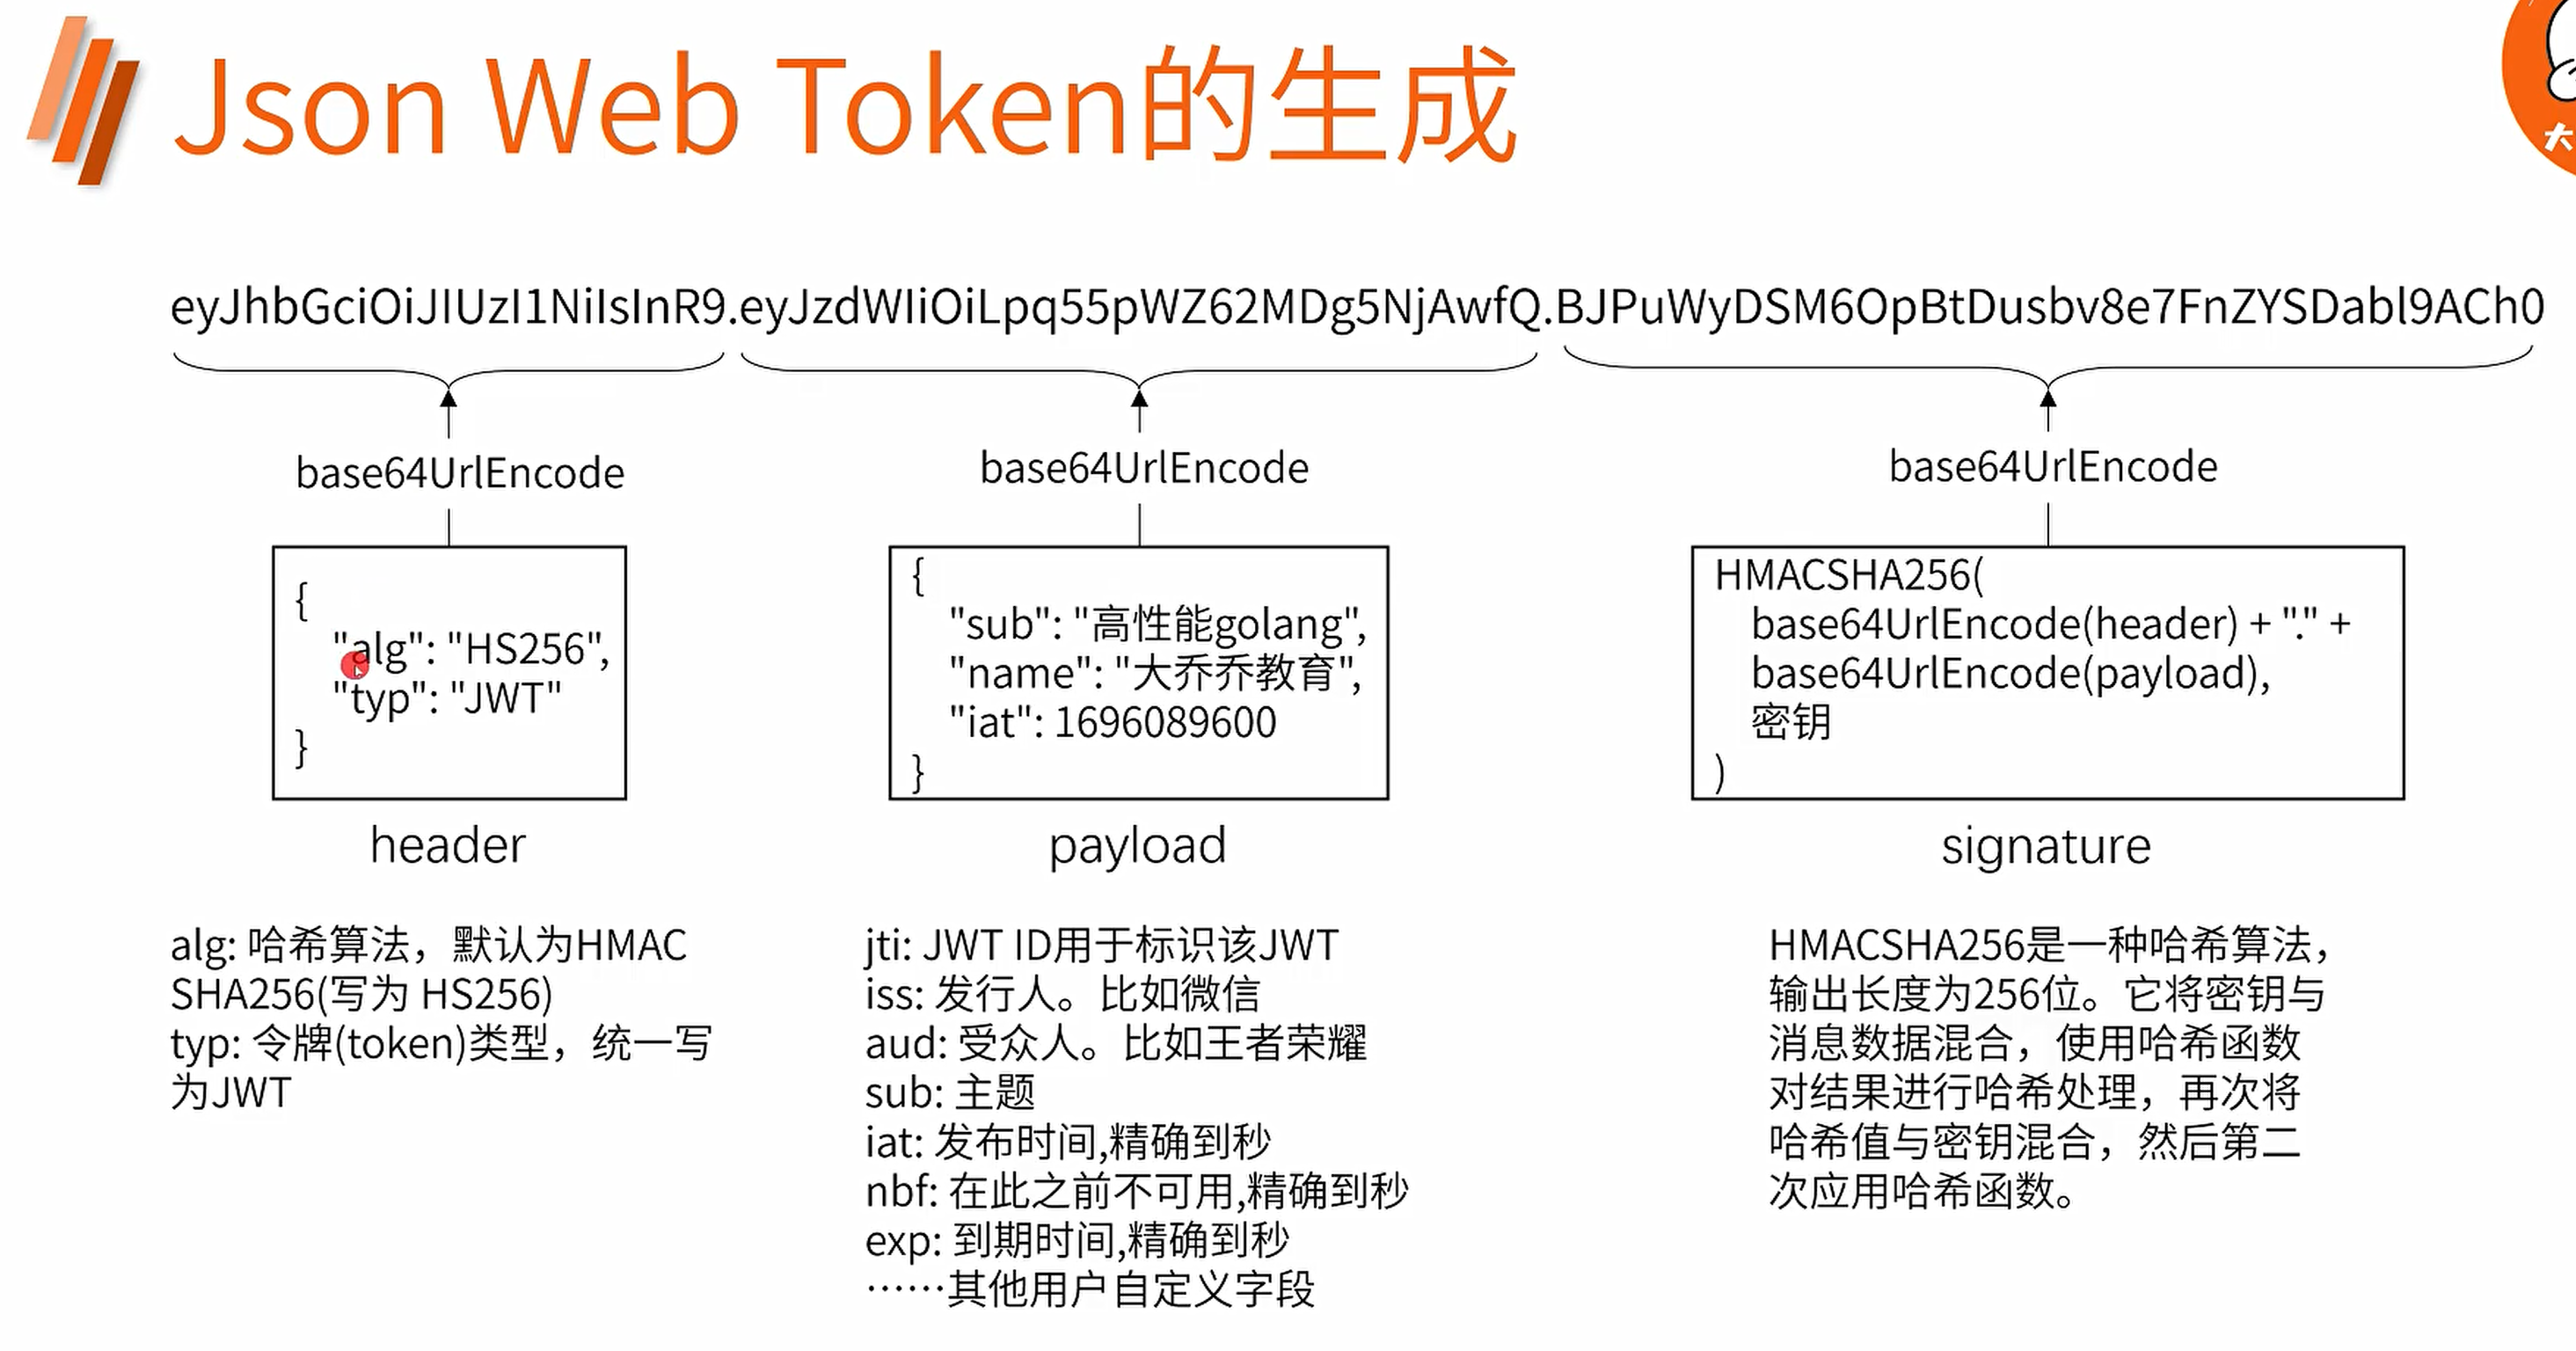 Json Web Token的生成
大
eyJhbGciOiJIUzI1NiIsInR9.eyJzdWIiOiLpq55pWZ62MDg5NjAwfQ.BJPuWyDSM6OpBtDusbv8e7FnZYSDabl9ACh0
base64UrlEncode
base64UrlEncode
base64UrlEncode
{
"alg": "HS256",
"typ": "JWT"
}
header
{
"sub": "高性能golang",
"name": "大乔乔教育",
"iat": 1696089600
}
payload
HMACSHA256(
base64UrlEncode(header) + "." +
base64UrlEncode(payload),
密钥
)
signature
alg: 哈希算法，默认为HMAC
SHA256(写为 HS256)
typ: 令牌(token)类型，统一写
为JWT
jti: JWT ID用于标识该JWT
iss: 发行人。比如微信
aud: 受众人。比如王者荣耀
sub: 主题
iat: 发布时间,精确到秒
nbf: 在此之前不可用,精确到秒
exp: 到期时间,精确到秒
……其他用户自定义字段
HMACSHA256是一种哈希算法，
输出长度为256位。它将密钥与
消息数据混合，使用哈希函数
对结果进行哈希处理，再次将
哈希值与密钥混合，然后第二
次应用哈希函数。